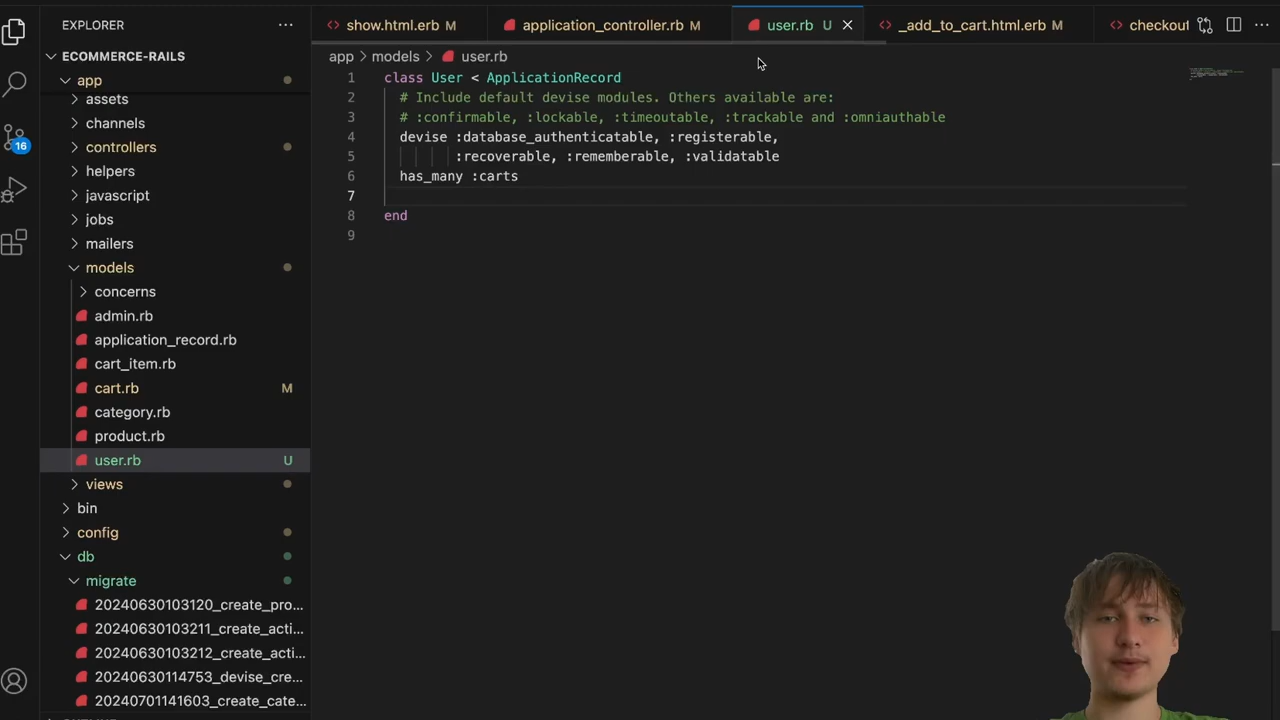 EXPLORER
ECOMMERCE-RAILS
app
assets
channels
controllers
helpers
javascript
jobs
mailers
models
concerns
admin.rb
application_record.rb
cart_item.rb
cart.rb M
category.rb
product.rb
user.rb U
views
bin
config
db
migrate
20240630103120_create_pro...
20240630103211_create_acti...
20240630103212_create_acti...
20240630114753_devise_cre...
20240701141603_create_cate...
16
show.html.erb M
application_controller.rb M
user.rb U
_add_to_cart.html.erb M
checkout
app > models > user.rb
1 class User < ApplicationRecord
2 # Include default devise modules. Others available are:
3 # :confirmable, :lockable, :timeoutable, :trackable and :omniauthable
4 devise :database_authenticatable, :registerable,
5 :recoverable, :rememberable, :validatable
6 has_many :carts
7
8 end
9